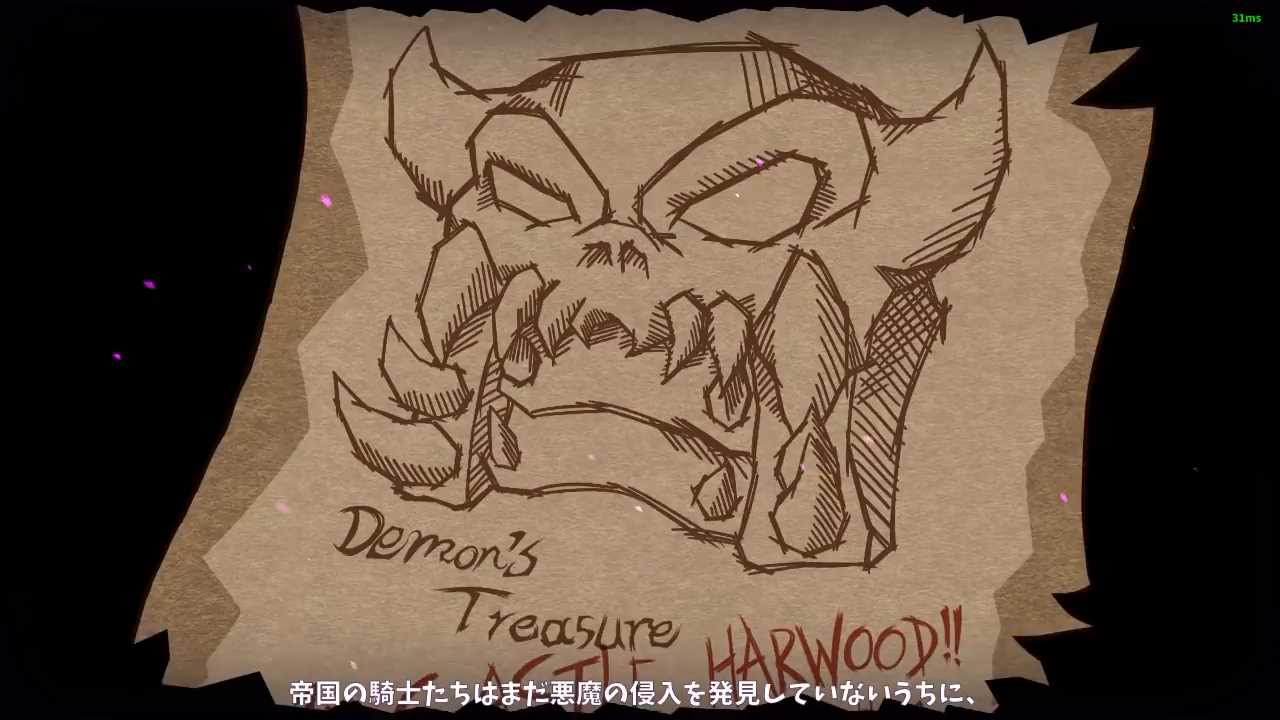 31ms
Demon's
Treasure
CASTLE HARWOOD!!
帝国の騎士たちはまだ悪魔の侵入を発見していないうちに、